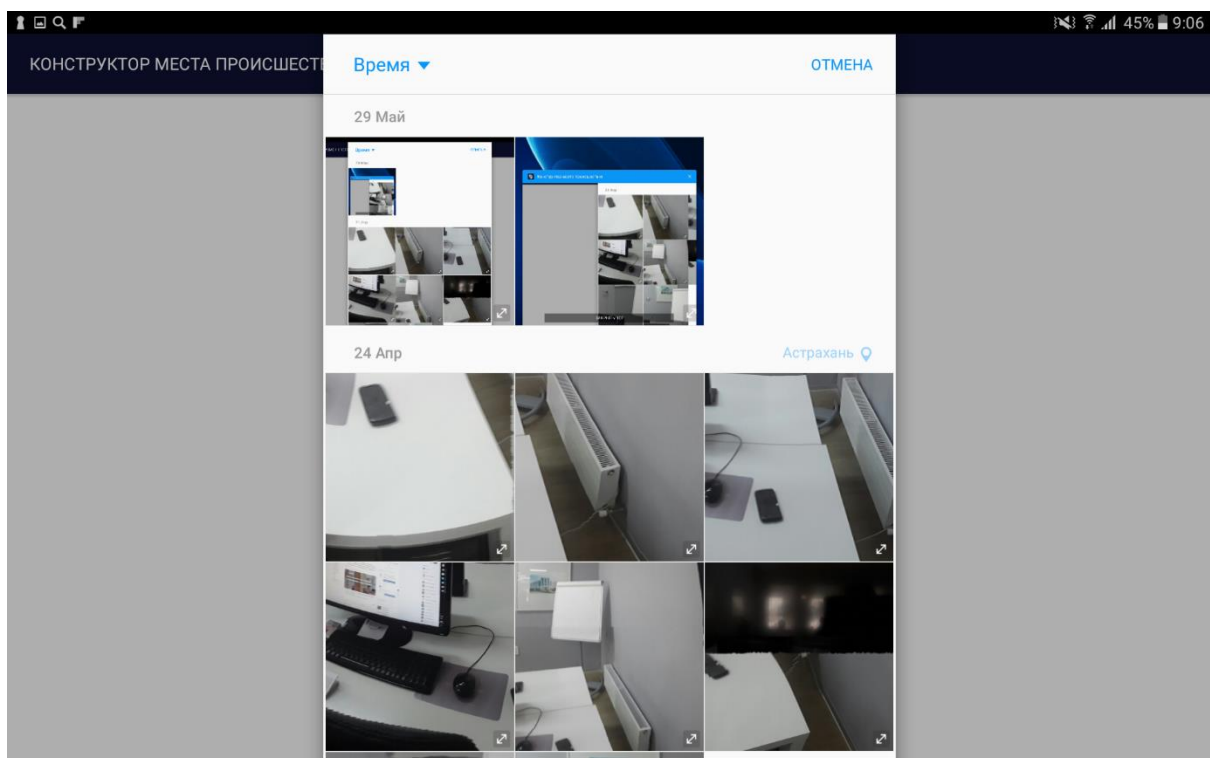 45% 9:06
КОНСТРУКТОР МЕСТА ПРОИСШЕСТ
Время ОТМЕНА
29 Май
24 Апр Астрахань